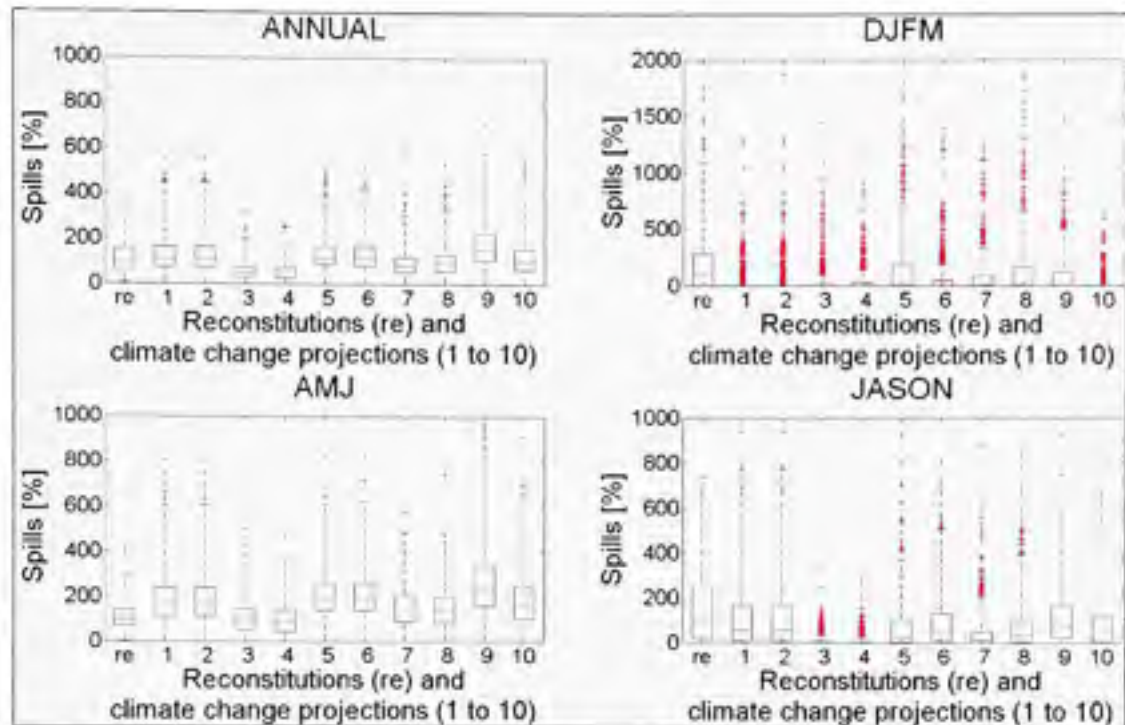 ANNUAL
Spills [%]
1000
800
600
400
200
0
re 1 2 3 4 5 6 7 8 9 10
Reconstitutions (re) and
climate change projections (1 to 10)
DJFM
Spills [%]
2000
1500
1000
500
0
re 1 2 3 4 5 6 7 8 9 10
Reconstitutions (re) and
climate change projections (1 to 10)
AMJ
Spills [%]
1000
800
600
400
200
0
re 1 2 3 4 5 6 7 8 9 10
Reconstitutions (re) and
climate change projections (1 to 10)
JASON
Spills [%]
1000
800
600
400
200
0
re 1 2 3 4 5 6 7 8 9 10
Reconstitutions (re) and
climate change projections (1 to 10)